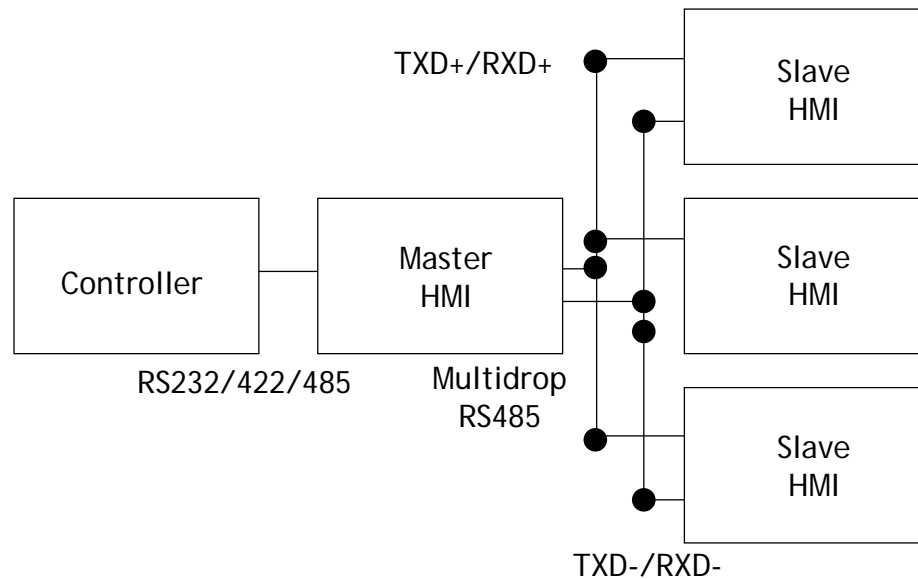 TXD+/RXD+
Slave
HMI
Controller
Master
HMI
Slave
HMI
RS232/422/485
Multidrop
RS485
Slave
HMI
TXD-/RXD-